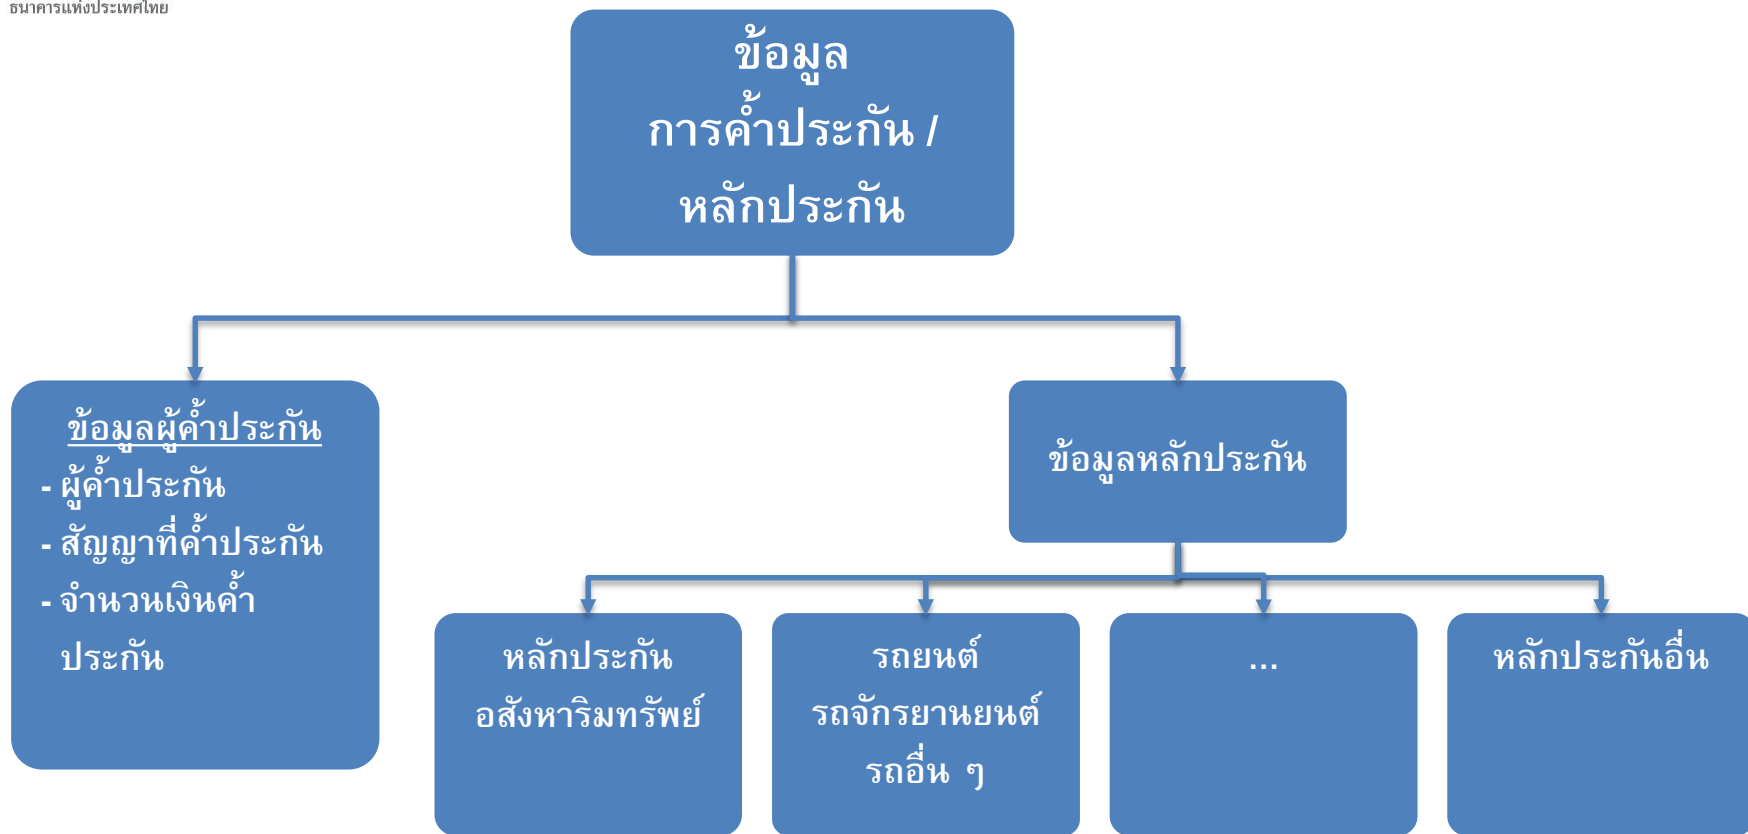 ธนาคารแห่งประเทศไทย
ข้อมูล
การค้ำประกัน /
หลักประกัน
ข้อมูลผู้ค้ำประกัน
- ผู้ค้ำประกัน
- สัญญาที่ค้ำประกัน
- จำนวนเงินค้ำ
ประกัน
ข้อมูลหลักประกัน
หลักประกัน
อสังหาริมทรัพย์
รถยนต์
รถจักรยานยนต์
รถอื่น ๆ
...
หลักประกันอื่น